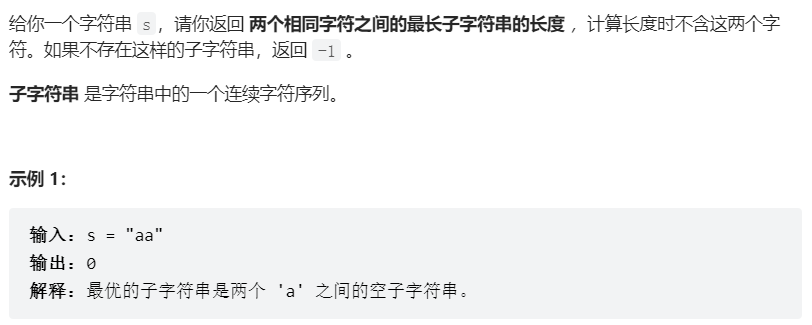 给你一个字符串 s，请你返回 两个相同字符之间的最长子字符串的长度 ，计算长度时不含这两个字
符。如果不存在这样的子字符串，返回 -1 。
子字符串 是字符串中的一个连续字符序列。
示例 1：
输入：s = "aa"
输出：0
解释：最优的子字符串是两个 'a' 之间的空子字符串。